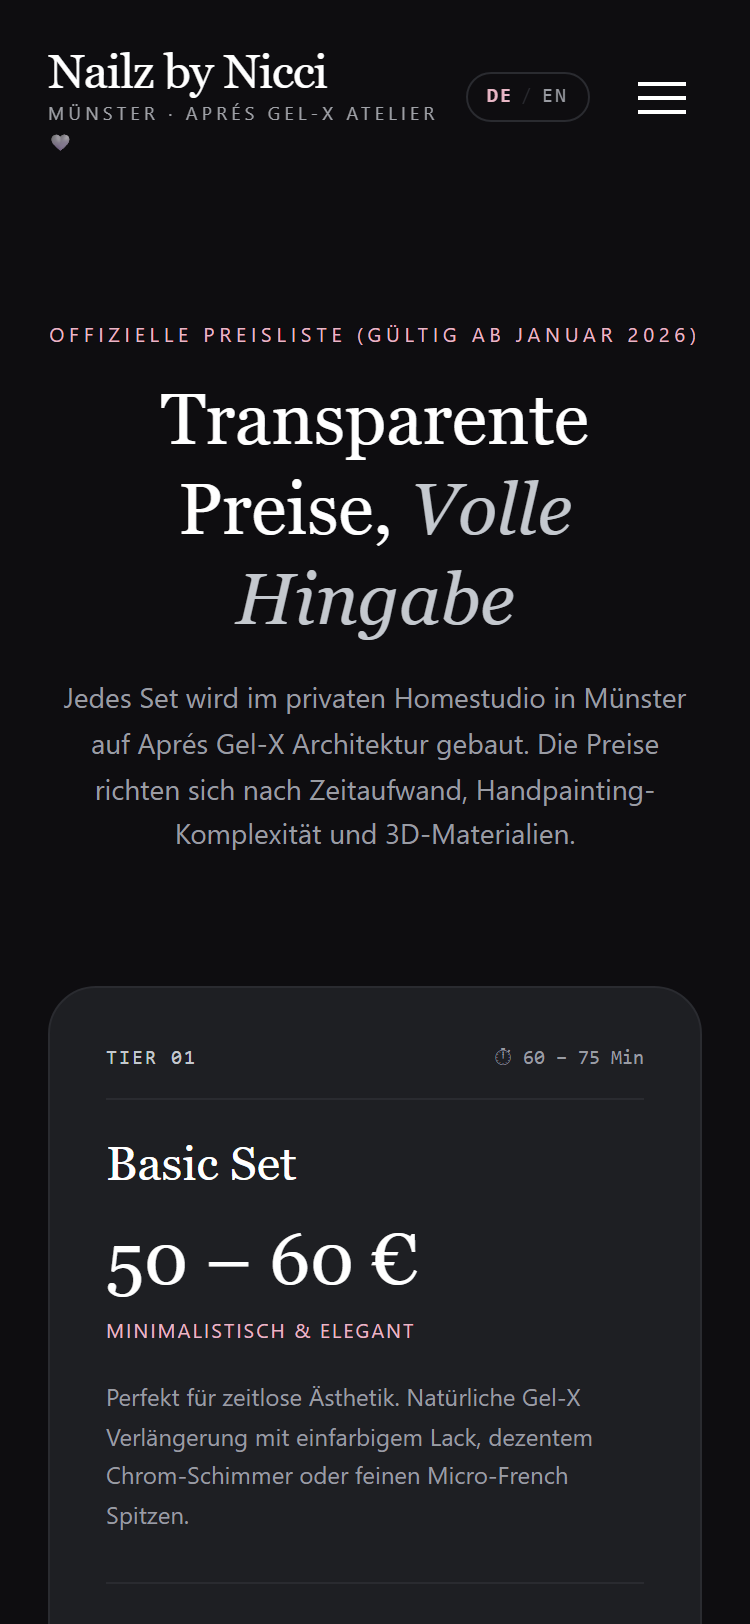 Nailz by Nicci
MÜNSTER · APRÉS GEL-X ATELIER
🩶
DE / EN
OFFIZIELLE PREISLISTE (GÜLTIG AB JANUAR 2026)
Transparente
Preise, Volle
Hingabe
Jedes Set wird im privaten Homestudio in Münster
auf Aprés Gel-X Architektur gebaut. Die Preise
richten sich nach Zeitaufwand, Handpainting-
Komplexität und 3D-Materialien.
TIER 01
⏱ 60 – 75 Min
Basic Set
50 – 60 €
MINIMALISTISCH & ELEGANT
Perfekt für zeitlose Ästhetik. Natürliche Gel-X
Verlängerung mit einfarbigem Lack, dezentem
Chrom-Schimmer oder feinen Micro-French
Spitzen.